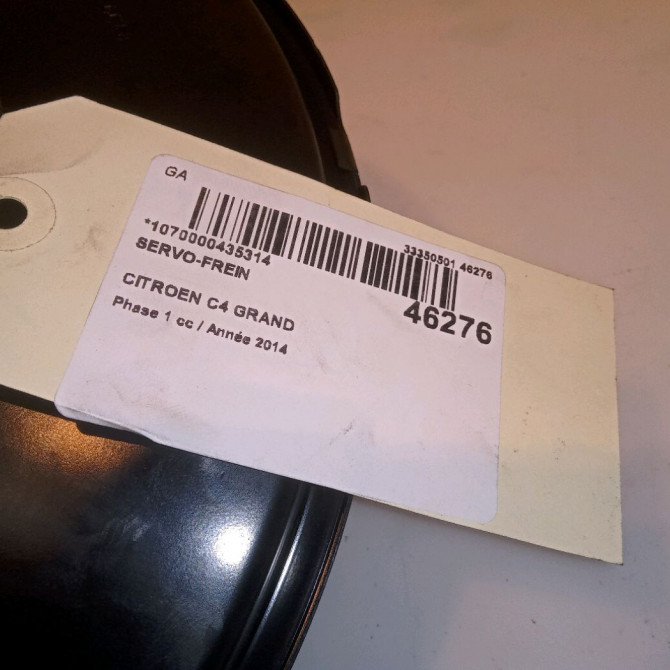 GA
*1070000435314
33350501 46276
SERVO-FREIN
46276
CITROEN C4 GRAND
Phase 1 cc / Année 2014